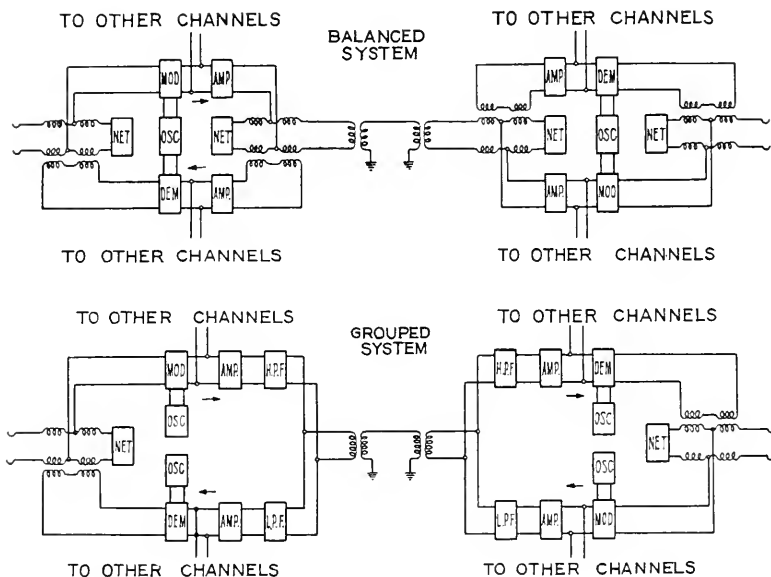 TO OTHER CHANNELS
BALANCED
SYSTEM
TO OTHER CHANNELS
MOD
AMP.
AMP.
DEM
NET
OSC
NET
NET
OSC
NET
DEM
AMP.
AMP.
MOD
TO OTHER CHANNELS
TO OTHER CHANNELS
TO OTHER CHANNELS
GROUPED
SYSTEM
TO OTHER CHANNELS
MOD
AMP.
H.P.F.
H.P.F.
AMP.
DEM
OSC
OSC
NET
NET
OSC
OSC
DEM
AMP.
L.P.F.
L.P.F.
AMP.
MOD
TO OTHER CHANNELS
TO OTHER CHANNELS